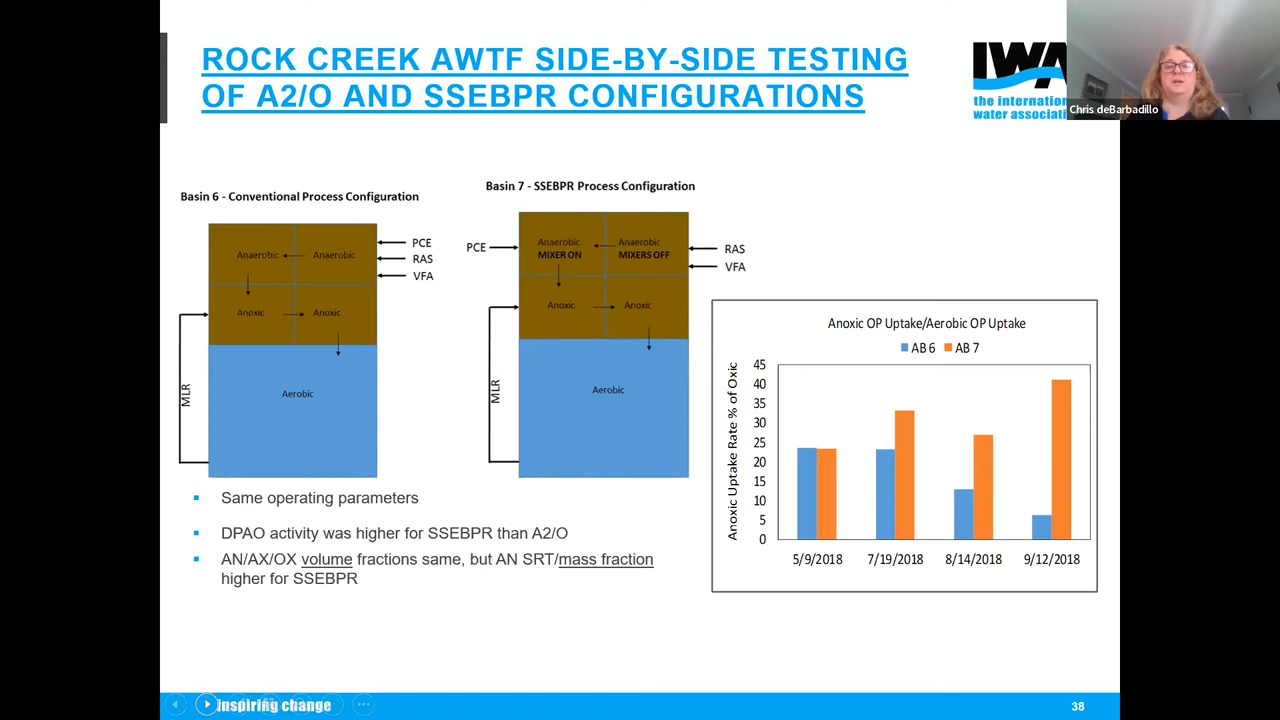 ROCK CREEK AWTF SIDE-BY-SIDE TESTING
OF A2/O AND SSEBPR CONFIGURATIONS
IWA
the internation
water associati
Chris deBarbadillo
Basin 6 - Conventional Process Configuration
Anaerobic
Anaerobic
PCE
RAS
VFA
Anoxic
Anoxic
MLR
Aerobic
Basin 7 - SSEBPR Process Configuration
PCE
Anaerobic
MIXER ON
Anaerobic
MIXERS OFF
RAS
VFA
Anoxic
Anoxic
MLR
Aerobic
Same operating parameters
DPAO activity was higher for SSEBPR than A2/O
AN/AX/OX volume fractions same, but AN SRT/mass fraction
higher for SSEBPR
Anoxic OP Uptake/Aerobic OP Uptake
AB 6 AB 7
Anoxic Uptake Rate % of Oxic
45
40
35
30
25
20
15
10
5
0
5/9/2018 7/19/2018 8/14/2018 9/12/2018
inspiring change
38